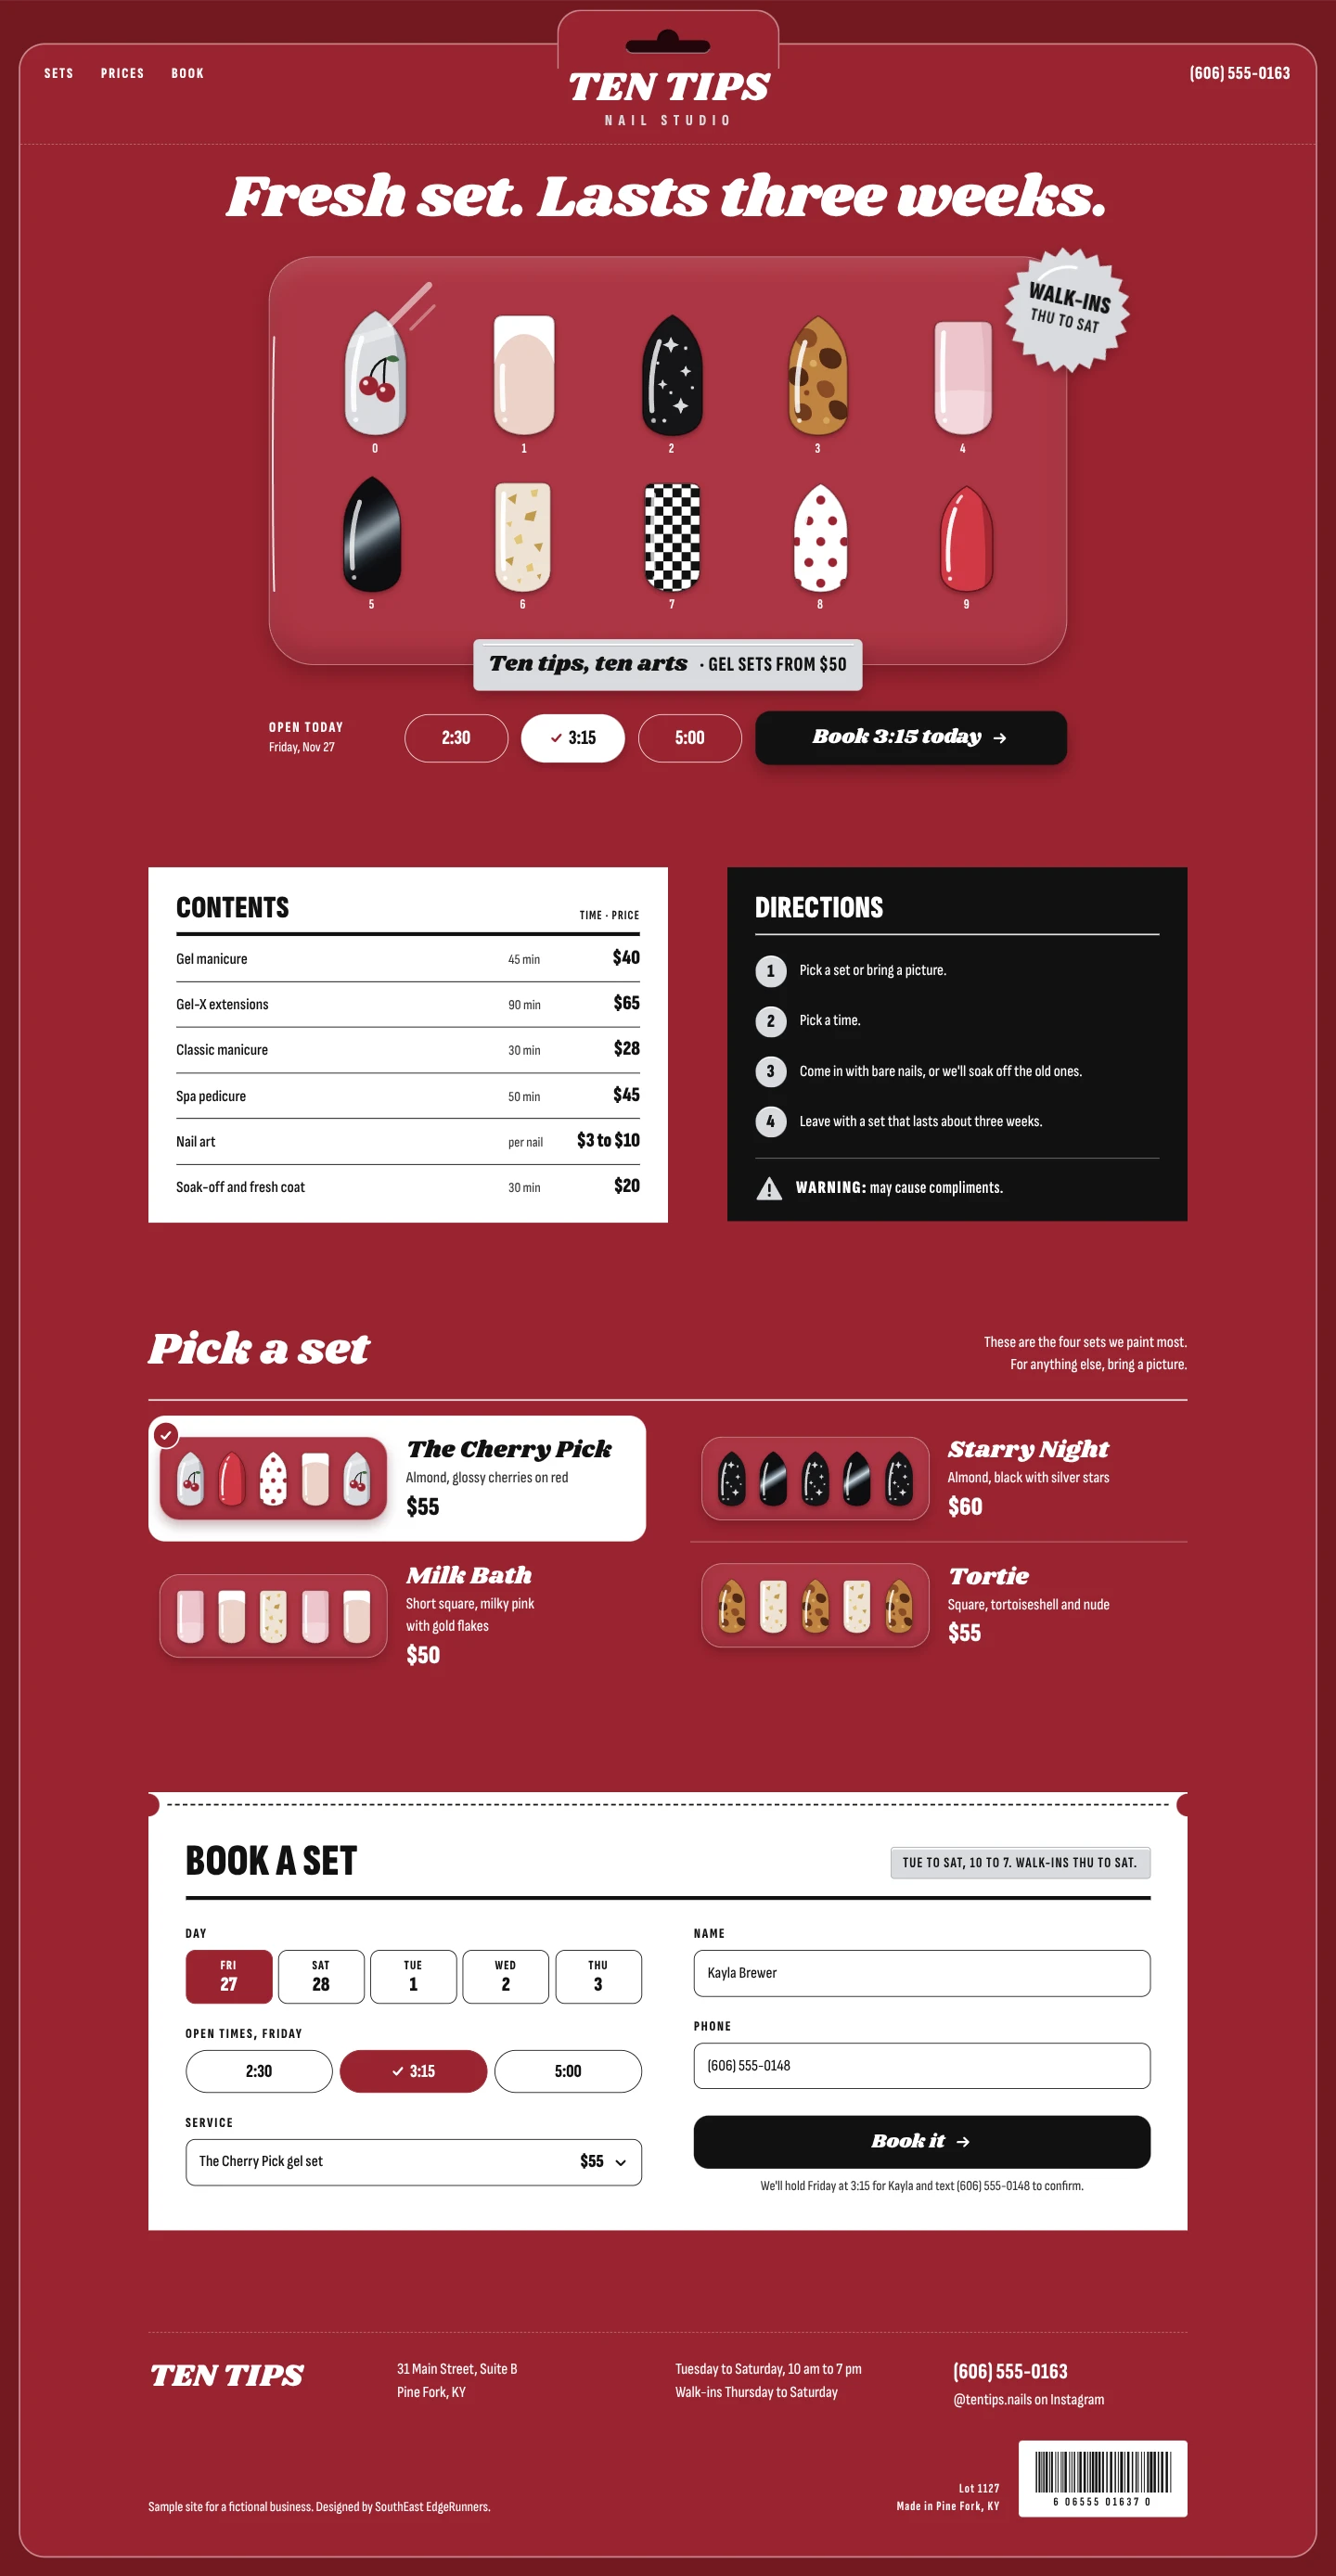 SETS PRICES BOOK
TEN TIPS
NAIL STUDIO
(606) 555-0163
Fresh set. Lasts three weeks.
WALK-INS
THU TO SAT
0 1 2 3 4
5 6 7 8 9
Ten tips, ten arts · GEL SETS FROM $50
OPEN TODAY
Friday, Nov 27
2:30 3:15 5:00 Book 3:15 today →
CONTENTS TIME · PRICE
Gel manicure 45 min $40
Gel-X extensions 90 min $65
Classic manicure 30 min $28
Spa pedicure 50 min $45
Nail art per nail $3 to $10
Soak-off and fresh coat 30 min $20
DIRECTIONS
1 Pick a set or bring a picture.
2 Pick a time.
3 Come in with bare nails, or we'll soak off the old ones.
4 Leave with a set that lasts about three weeks.
WARNING: may cause compliments.
Pick a set
These are the four sets we paint most.
For anything else, bring a picture.
The Cherry Pick
Almond, glossy cherries on red
$55
Starry Night
Almond, black with silver stars
$60
Milk Bath
Short square, milky pink
with gold flakes
$50
Tortie
Square, tortoiseshell and nude
$55
BOOK A SET
TUE TO SAT, 10 TO 7. WALK-INS THU TO SAT.
DAY
FRI SAT TUE WED THU
27 28 1 2 3
OPEN TIMES, FRIDAY
2:30 3:15 5:00
SERVICE
The Cherry Pick gel set $55
NAME
Kayla Brewer
PHONE
(606) 555-0148
Book it →
We'll hold Friday at 3:15 for Kayla and text (606) 555-0148 to confirm.
TEN TIPS
31 Main Street, Suite B
Pine Fork, KY
Tuesday to Saturday, 10 am to 7 pm
Walk-ins Thursday to Saturday
(606) 555-0163
@tentips.nails on Instagram
Sample site for a fictional business. Designed by SouthEast EdgeRunners.
Lot 1127
Made in Pine Fork, KY
6 06555 01637 0